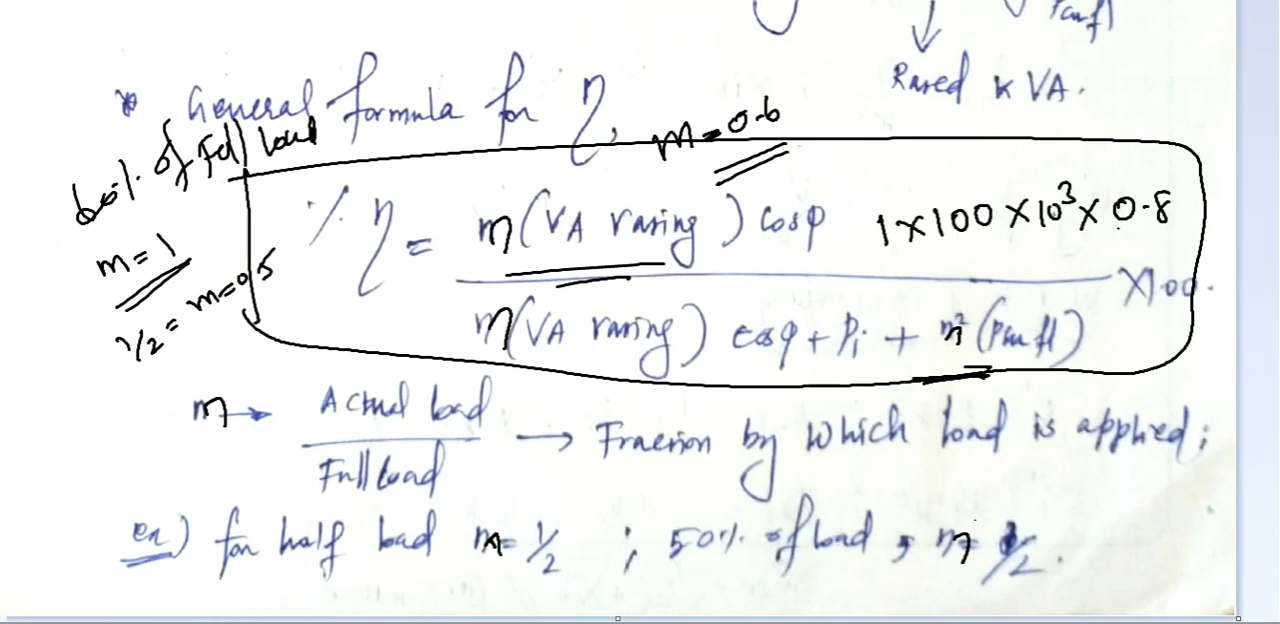 Rated KVA.
* General formula for η,
m = 0.6
60%. of Full load
% η = m(VA rating) cosφ 1×100×10³×0.8
m(VA rating) cosφ + Pi + m² (Pcu fl) ×100.
m = 1
1/2 = m=0.5
m → Actual load
Full load
→ Fraction by which load is applied;
ex) for half load m = 1/2 ; 50%. of load , m 1/2.